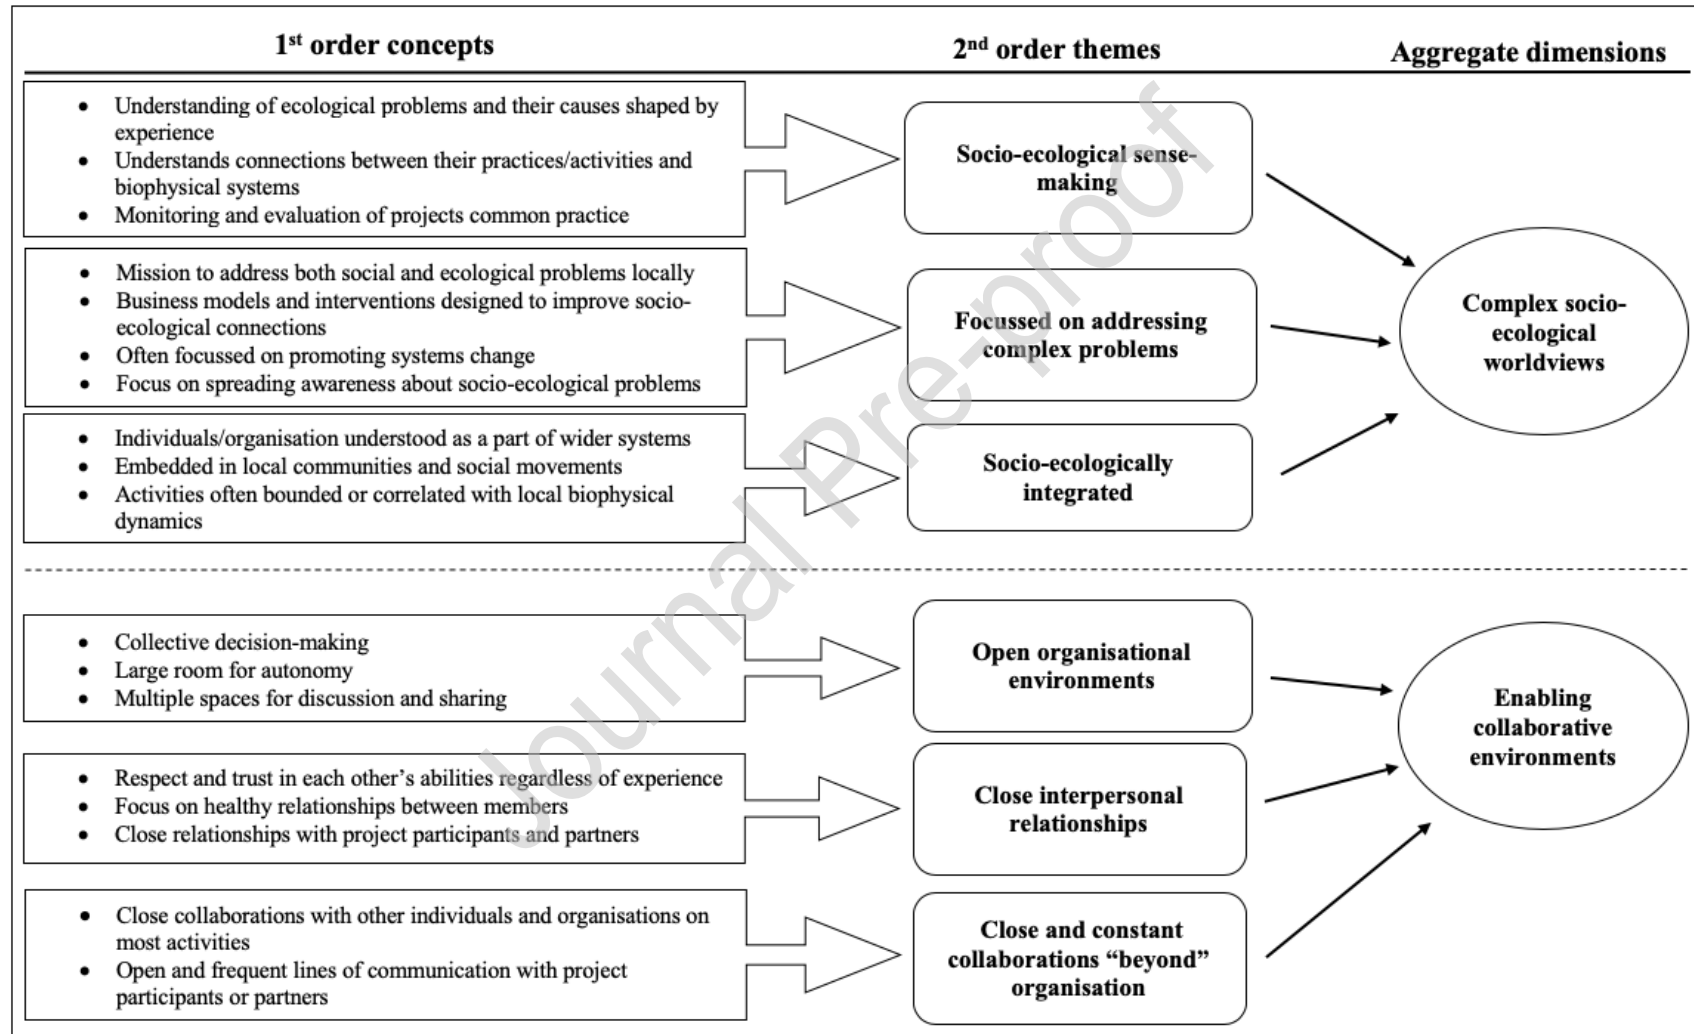 1st order concepts
2nd order themes
Aggregate dimensions
• Understanding of ecological problems and their causes shaped by
experience
• Understands connections between their practices/activities and
biophysical systems
• Monitoring and evaluation of projects common practice
Socio-ecological sense-
making
• Mission to address both social and ecological problems locally
• Business models and interventions designed to improve socio-
ecological connections
• Often focussed on promoting systems change
• Focus on spreading awareness about socio-ecological problems
Focussed on addressing
complex problems
• Individuals/organisation understood as a part of wider systems
• Embedded in local communities and social movements
• Activities often bounded or correlated with local biophysical
dynamics
Socio-ecologically
integrated
Complex socio-
ecological
worldviews
• Collective decision-making
• Large room for autonomy
• Multiple spaces for discussion and sharing
Open organisational
environments
• Respect and trust in each other’s abilities regardless of experience
• Focus on healthy relationships between members
• Close relationships with project participants and partners
Close interpersonal
relationships
• Close collaborations with other individuals and organisations on
most activities
• Open and frequent lines of communication with project
participants or partners
Close and constant
collaborations “beyond”
organisation
Enabling
collaborative
environments
Journal Pre-proof